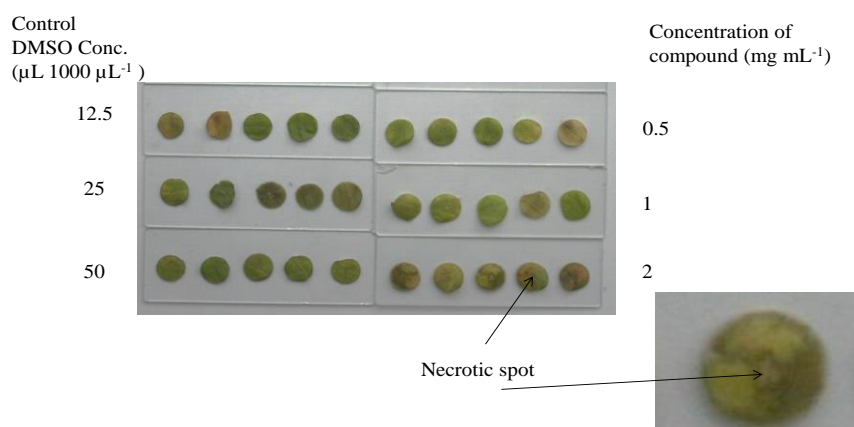 Control
DMSO Conc.
(µL 1000 µL⁻¹ )
Concentration of
compound (mg mL⁻¹)
12.5
0.5
25
1
50
2
Necrotic spot